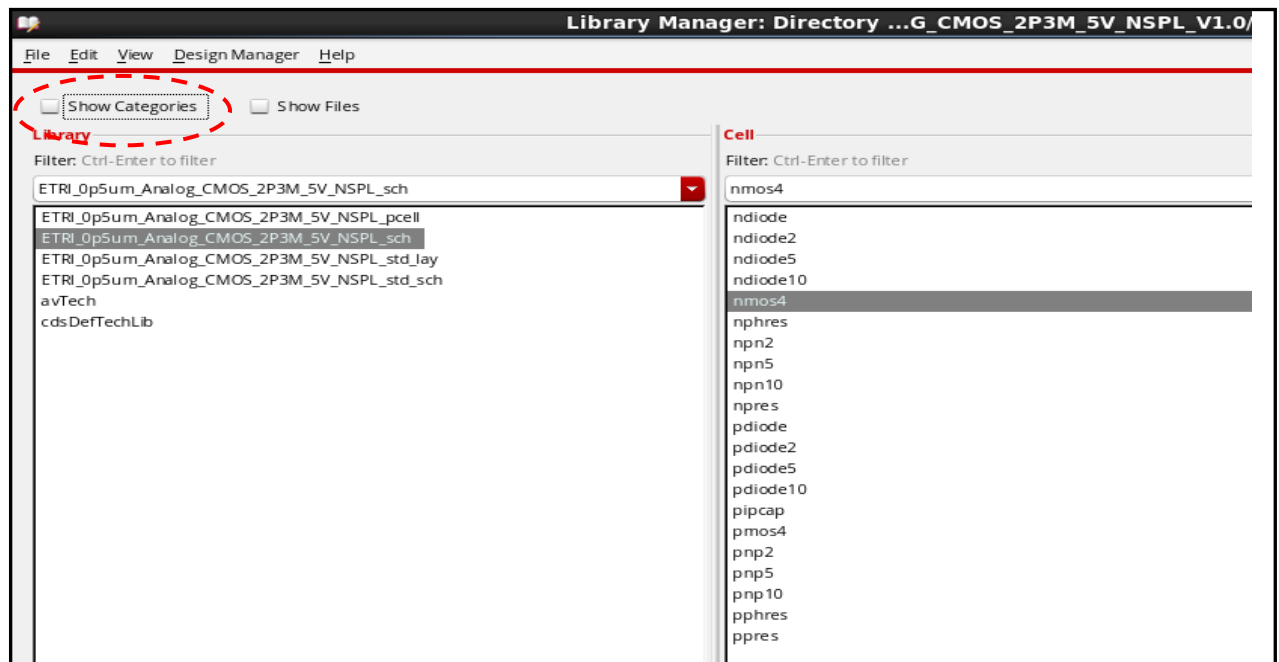 Library Manager: Directory ...G_CMOS_2P3M_5V_NSPL_V1.0/
File Edit View Design Manager Help
Show Categories Show Files
Library
Filter: Ctrl-Enter to filter
ETRI_0p5um_Analog_CMOS_2P3M_5V_NSPL_sch
ETRI_0p5um_Analog_CMOS_2P3M_5V_NSPL_pcell
ETRI_0p5um_Analog_CMOS_2P3M_5V_NSPL_sch
ETRI_0p5um_Analog_CMOS_2P3M_5V_NSPL_std_lay
ETRI_0p5um_Analog_CMOS_2P3M_5V_NSPL_std_sch
avTech
cdsDefTechLib
Cell
Filter: Ctrl-Enter to filter
nmos4
ndiode
ndiode2
ndiode5
ndiode10
nmos4
nphres
npn2
npn5
npn10
npres
pdiode
pdiode2
pdiode5
pdiode10
pipcap
pmos4
pnp2
pnp5
pnp10
pphres
ppres